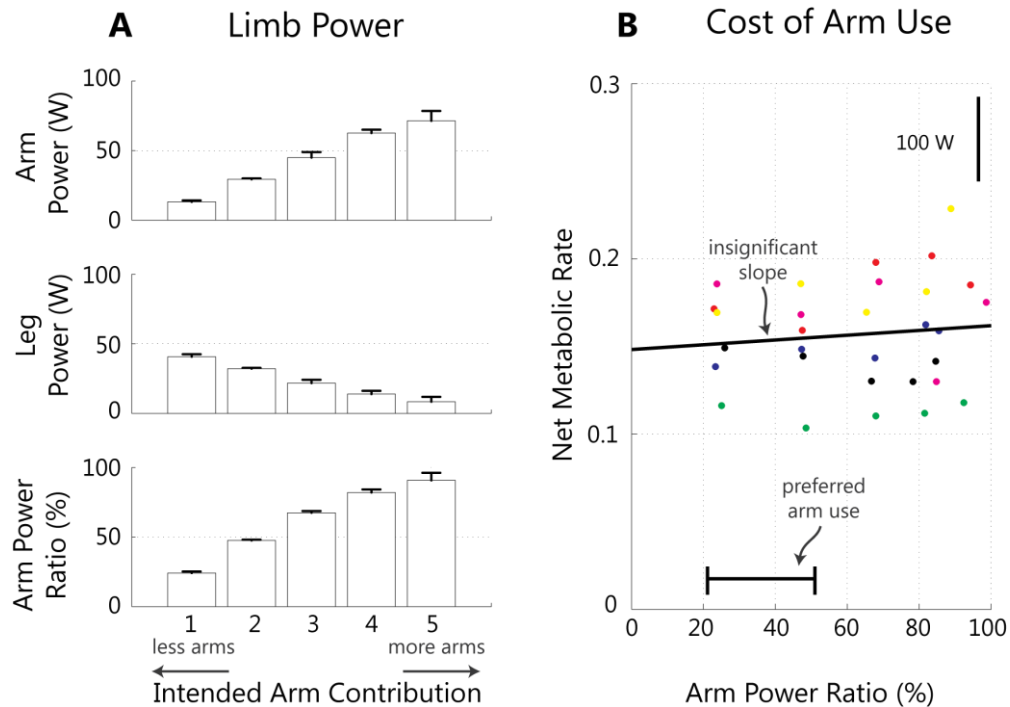 A
Limb Power
Arm
Power (W)
100
50
0
Leg
Power (W)
100
50
0
Arm Power
Ratio (%)
100
50
0
1
2
3
4
5
less arms
more arms
Intended Arm Contribution
B
Cost of Arm Use
Net Metabolic Rate
0.3
0.2
0.1
0
100 W
insignificant
slope
preferred
arm use
0
20
40
60
80
100
Arm Power Ratio (%)